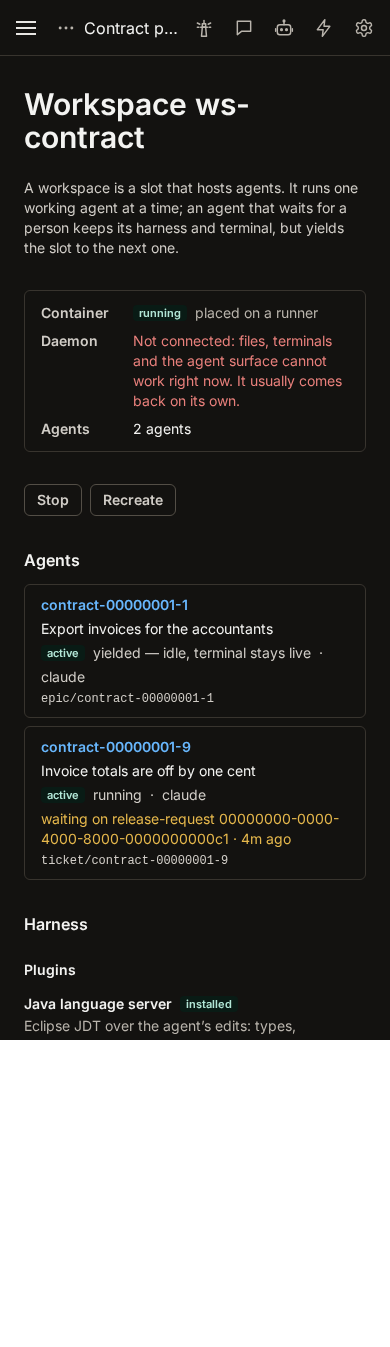 Contract p...
Workspace ws-
contract
A workspace is a slot that hosts agents. It runs one
working agent at a time; an agent that waits for a
person keeps its harness and terminal, but yields
the slot to the next one.
Container running placed on a runner
Daemon Not connected: files, terminals
and the agent surface cannot
work right now. It usually comes
back on its own.
Agents 2 agents
Stop Recreate
Agents
contract-00000001-1
Export invoices for the accountants
active yielded — idle, terminal stays live ·
claude
epic/contract-00000001-1
contract-00000001-9
Invoice totals are off by one cent
active running · claude
waiting on release-request 00000000-0000-
4000-8000-0000000000c1 · 4m ago
ticket/contract-00000001-9
Harness
Plugins
Java language server installed
Eclipse JDT over the agent’s edits: types,